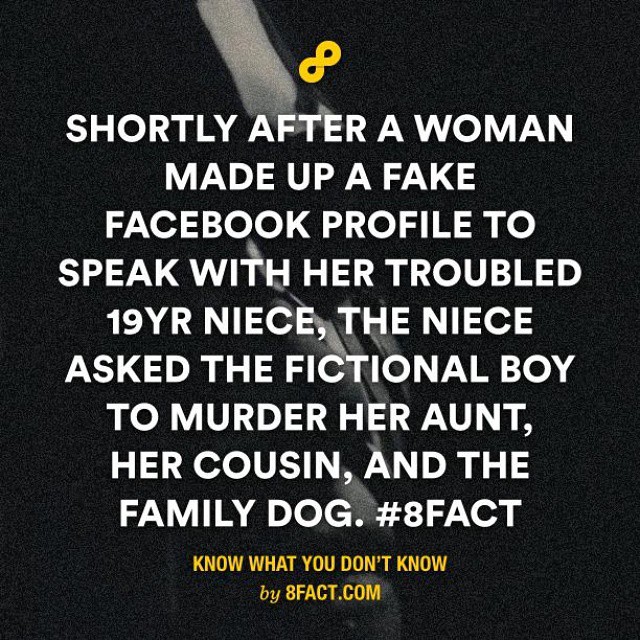 SHORTLY AFTER A WOMAN
MADE UP A FAKE
FACEBOOK PROFILE TO
SPEAK WITH HER TROUBLED
19YR NIECE, THE NIECE
ASKED THE FICTIONAL BOY
TO MURDER HER AUNT,
HER COUSIN, AND THE
FAMILY DOG. #8FACT
KNOW WHAT YOU DON'T KNOW
by 8FACT.COM